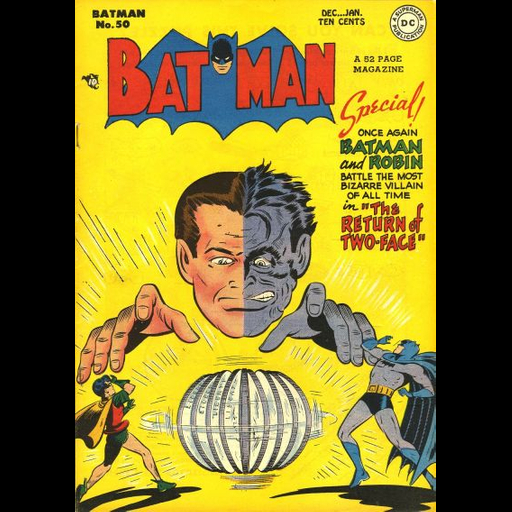 BATMAN
No.50
DEC...JAN.
TEN CENTS
A SUPERMAN
DC
PUBLICATION
BATMAN
A 52 PAGE
MAGAZINE
Special!
ONCE AGAIN
BATMAN
and ROBIN
BATTLE THE MOST
BIZARRE VILLAIN
OF ALL TIME
in "THE
RETURN of
TWO-FACE"